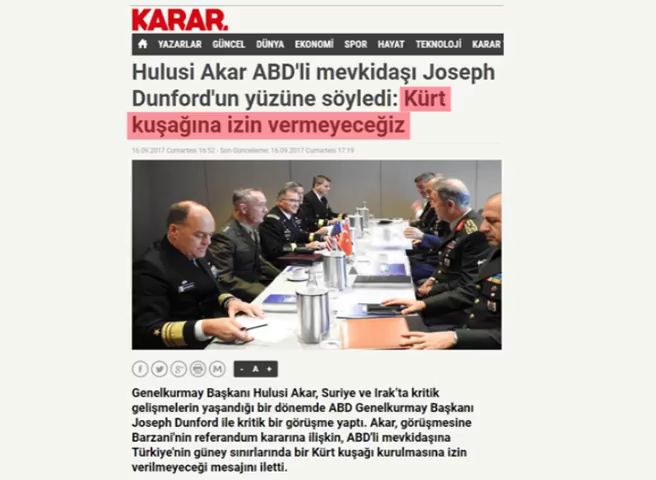 KARAR.
YAZARLAR GÜNCEL DÜNYA EKONOMİ SPOR HAYAT TEKNOLOJİ KARAR
Hulusi Akar ABD'li mevkidaşı Joseph
Dunford'un yüzüne söyledi: Kürt
kuşağına izin vermeyeceğiz
16.09.2017 Cumartesi 16:52 - Son Güncelleme: 16.09.2017 Cumartesi 17:19
- A +
Genelkurmay Başkanı Hulusi Akar, Suriye ve Irak'ta kritik
gelişmelerin yaşandığı bir dönemde ABD Genelkurmay Başkanı
Joseph Dunford ile kritik bir görüşme yaptı. Akar, görüşmesine
Barzani'nin referandum kararına ilişkin, ABD'li mevkidaşına
Türkiye'nin güney sınırlarında bir Kürt kuşağı kurulmasına izin
verilmeyeceği mesajını iletti.